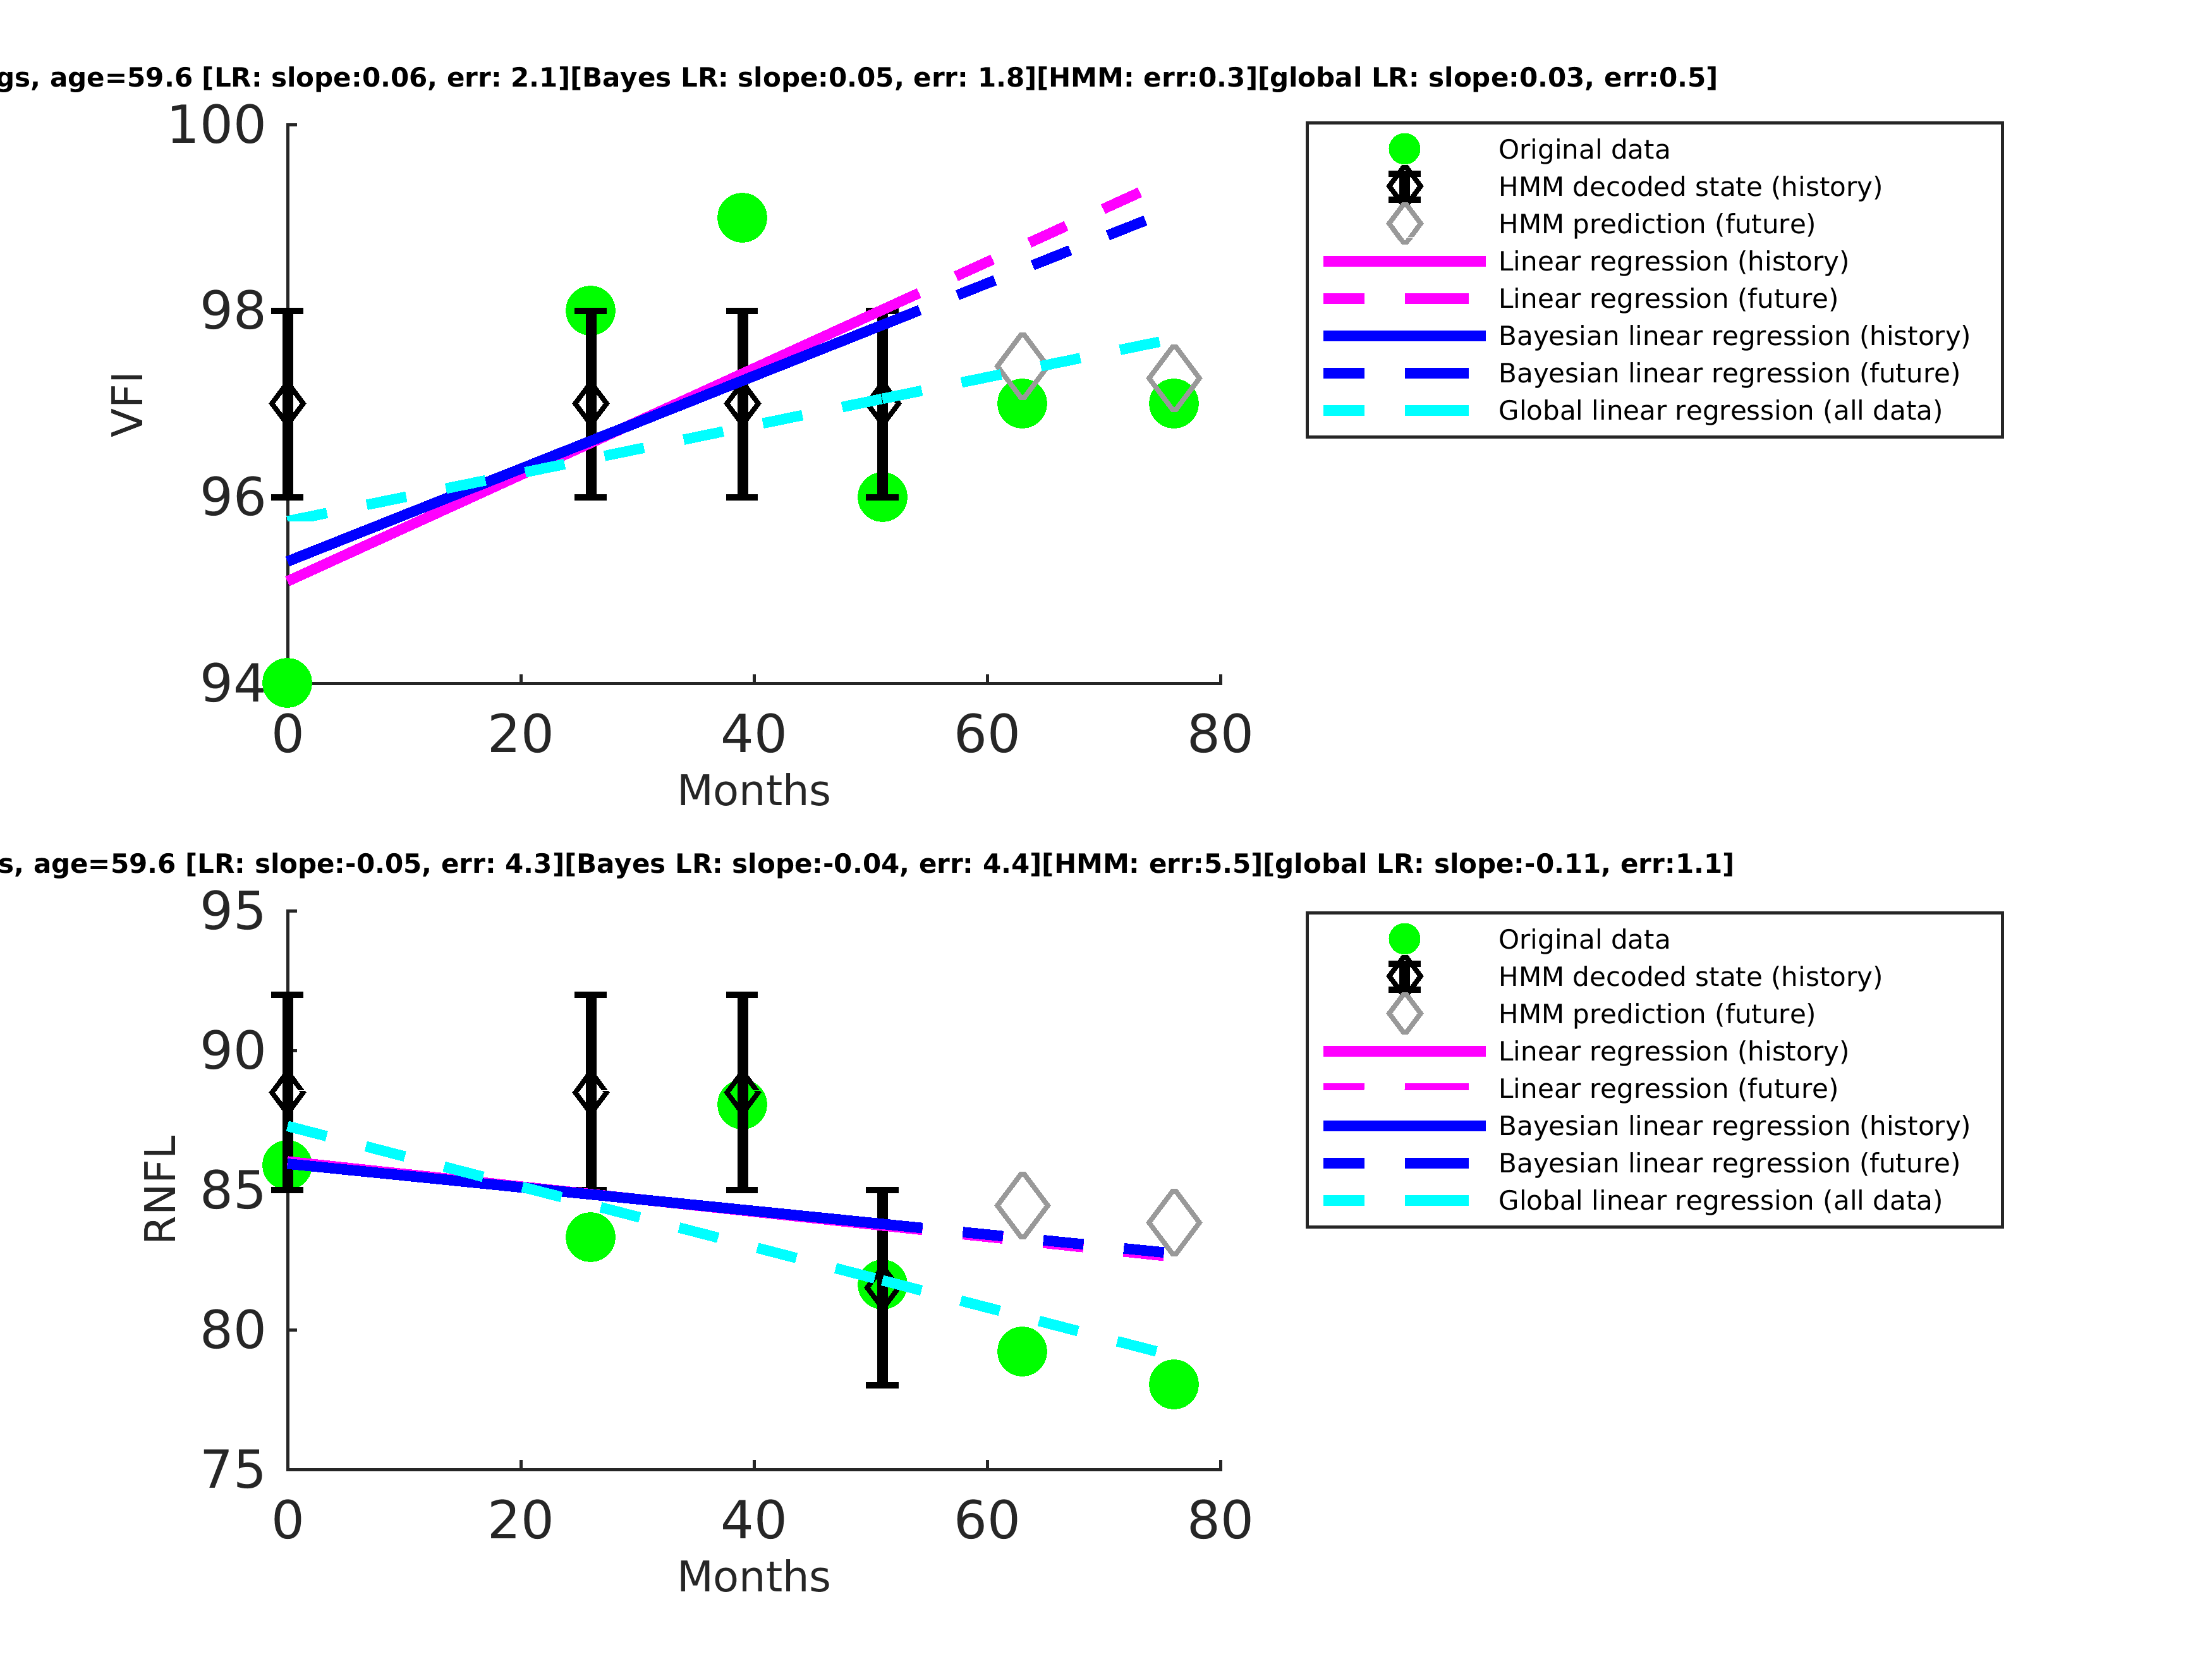 age=59.6 [LR: slope:0.06, err: 2.1][Bayes LR: slope:0.05, err: 1.8][HMM: err:0.3][global LR: slope:0.03, err:0.5]
100
98
96
94
VFI
0 20 40 60 80
Months
Original data
HMM decoded state (history)
HMM prediction (future)
Linear regression (history)
Linear regression (future)
Bayesian linear regression (history)
Bayesian linear regression (future)
Global linear regression (all data)
age=59.6 [LR: slope:-0.05, err: 4.3][Bayes LR: slope:-0.04, err: 4.4][HMM: err:5.5][global LR: slope:-0.11, err:1.1]
95
90
85
80
75
RNFL
0 20 40 60 80
Months
Original data
HMM decoded state (history)
HMM prediction (future)
Linear regression (history)
Linear regression (future)
Bayesian linear regression (history)
Bayesian linear regression (future)
Global linear regression (all data)